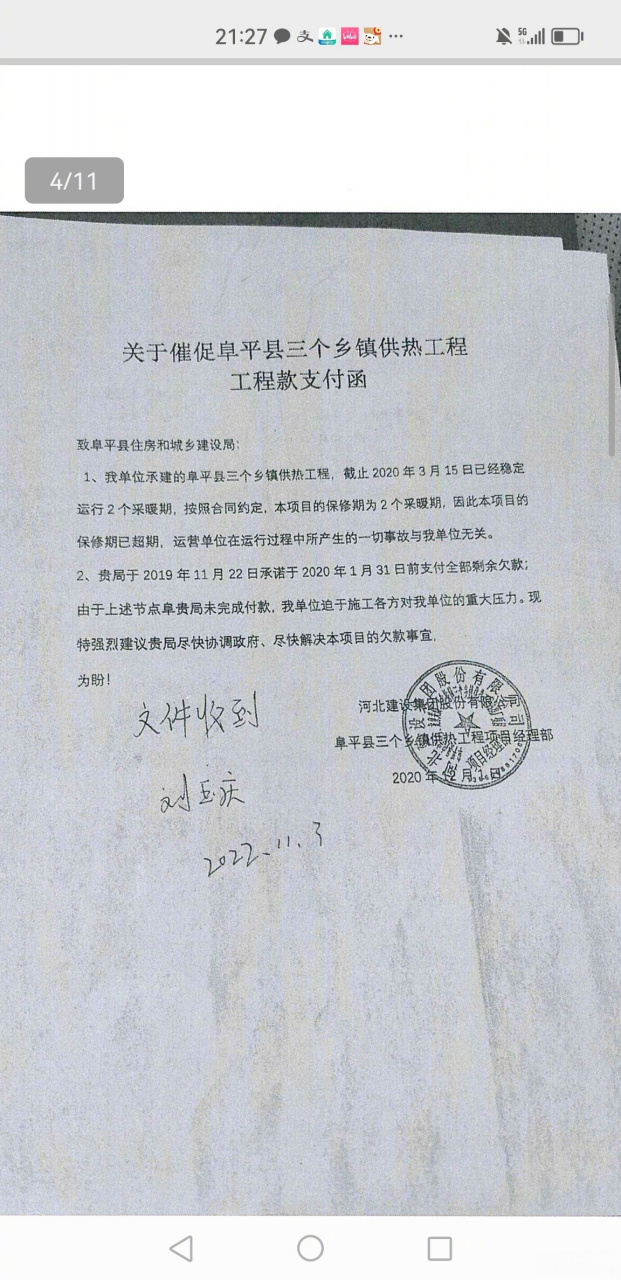 21:27
5G
4/11
关于催促阜平县三个乡镇供热工程
工程款支付函
致阜平县住房和城乡建设局：
1、我单位承建的阜平县三个乡镇供热工程，截止 2020 年 3 月 15 日已经稳定
运行 2 个采暖期，按照合同约定，本项目的保修期为 2 个采暖期，因此本项目的
保修期已超期，运营单位在运行过程中所产生的一切事故与我单位无关。
2、贵局于 2019 年 11 月 22 日承诺于 2020 年 1 月 31 日前支付全部剩余欠款；
由于上述节点阜贵局未完成付款，我单位迫于施工各方对我单位的重大压力。现
特强烈建议贵局尽快协调政府、尽快解决本项目的欠款事宜。
为盼！
河北建设集团股份有限公司
阜平县三个乡镇供热工程项目经理部
2020 年 月 日
文件收到
刘 庆
2022.11.3